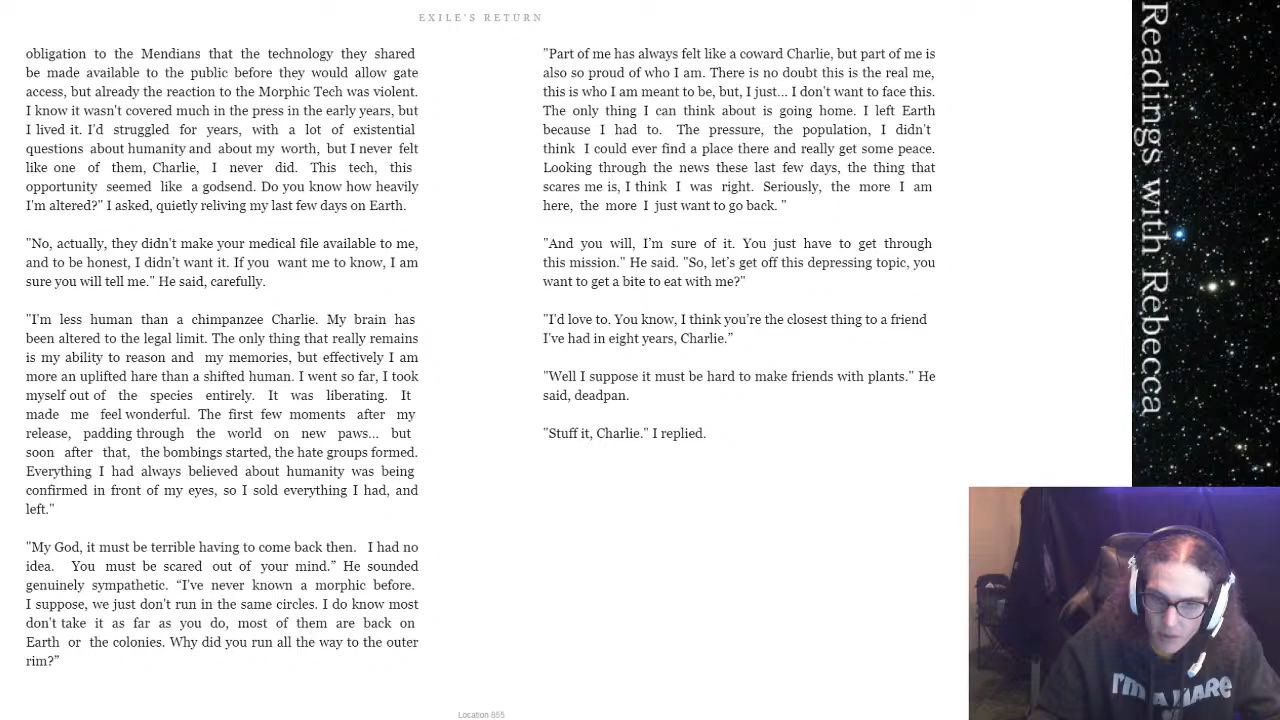 EXILE'S RETURN
obligation to the Mendians that the technology they shared
be made available to the public before they would allow gate
access, but already the reaction to the Morphic Tech was violent.
I know it wasn't covered much in the press in the early years, but
I lived it. I'd struggled for years, with a lot of existential
questions about humanity and about my worth, but I never felt
like one of them, Charlie, I never did. This tech, this
opportunity seemed like a godsend. Do you know how heavily
I'm altered?" I asked, quietly reliving my last few days on Earth.
"No, actually, they didn't make your medical file available to me,
and to be honest, I didn't want it. If you want me to know, I am
sure you will tell me." He said, carefully.
"I'm less human than a chimpanzee Charlie. My brain has
been altered to the legal limit. The only thing that really remains
is my ability to reason and my memories, but effectively I am
more an uplifted hare than a shifted human. I went so far, I took
myself out of the species entirely. It was liberating. It
made me feel wonderful. The first few moments after my
release, padding through the world on new paws... but
soon after that, the bombings started, the hate groups formed.
Everything I had always believed about humanity was being
confirmed in front of my eyes, so I sold everything I had, and
left."
"My God, it must be terrible having to come back then. I had no
idea. You must be scared out of your mind.” He sounded
genuinely sympathetic. “I've never known a morphic before.
I suppose, we just don't run in the same circles. I do know most
don't take it as far as you do, most of them are back on
Earth or the colonies. Why did you run all the way to the outer
rim?”
"Part of me has always felt like a coward Charlie, but part of me is
also so proud of who I am. There is no doubt this is the real me,
this is who I am meant to be, but, I just... I don't want to face this.
The only thing I can think about is going home. I left Earth
because I had to. The pressure, the population, I didn't
think I could ever find a place there and really get some peace.
Looking through the news these last few days, the thing that
scares me is, I think I was right. Seriously, the more I am
here, the more I just want to go back. "
"And you will, I’m sure of it. You just have to get through
this mission." He said. "So, let’s get off this depressing topic, you
want to get a bite to eat with me?"
"I’d love to. You know, I think you’re the closest thing to a friend
I've had in eight years, Charlie.”
"Well I suppose it must be hard to make friends with plants." He
said, deadpan.
"Stuff it, Charlie." I replied.
Location 855
Readings with Rebecca
I'M A